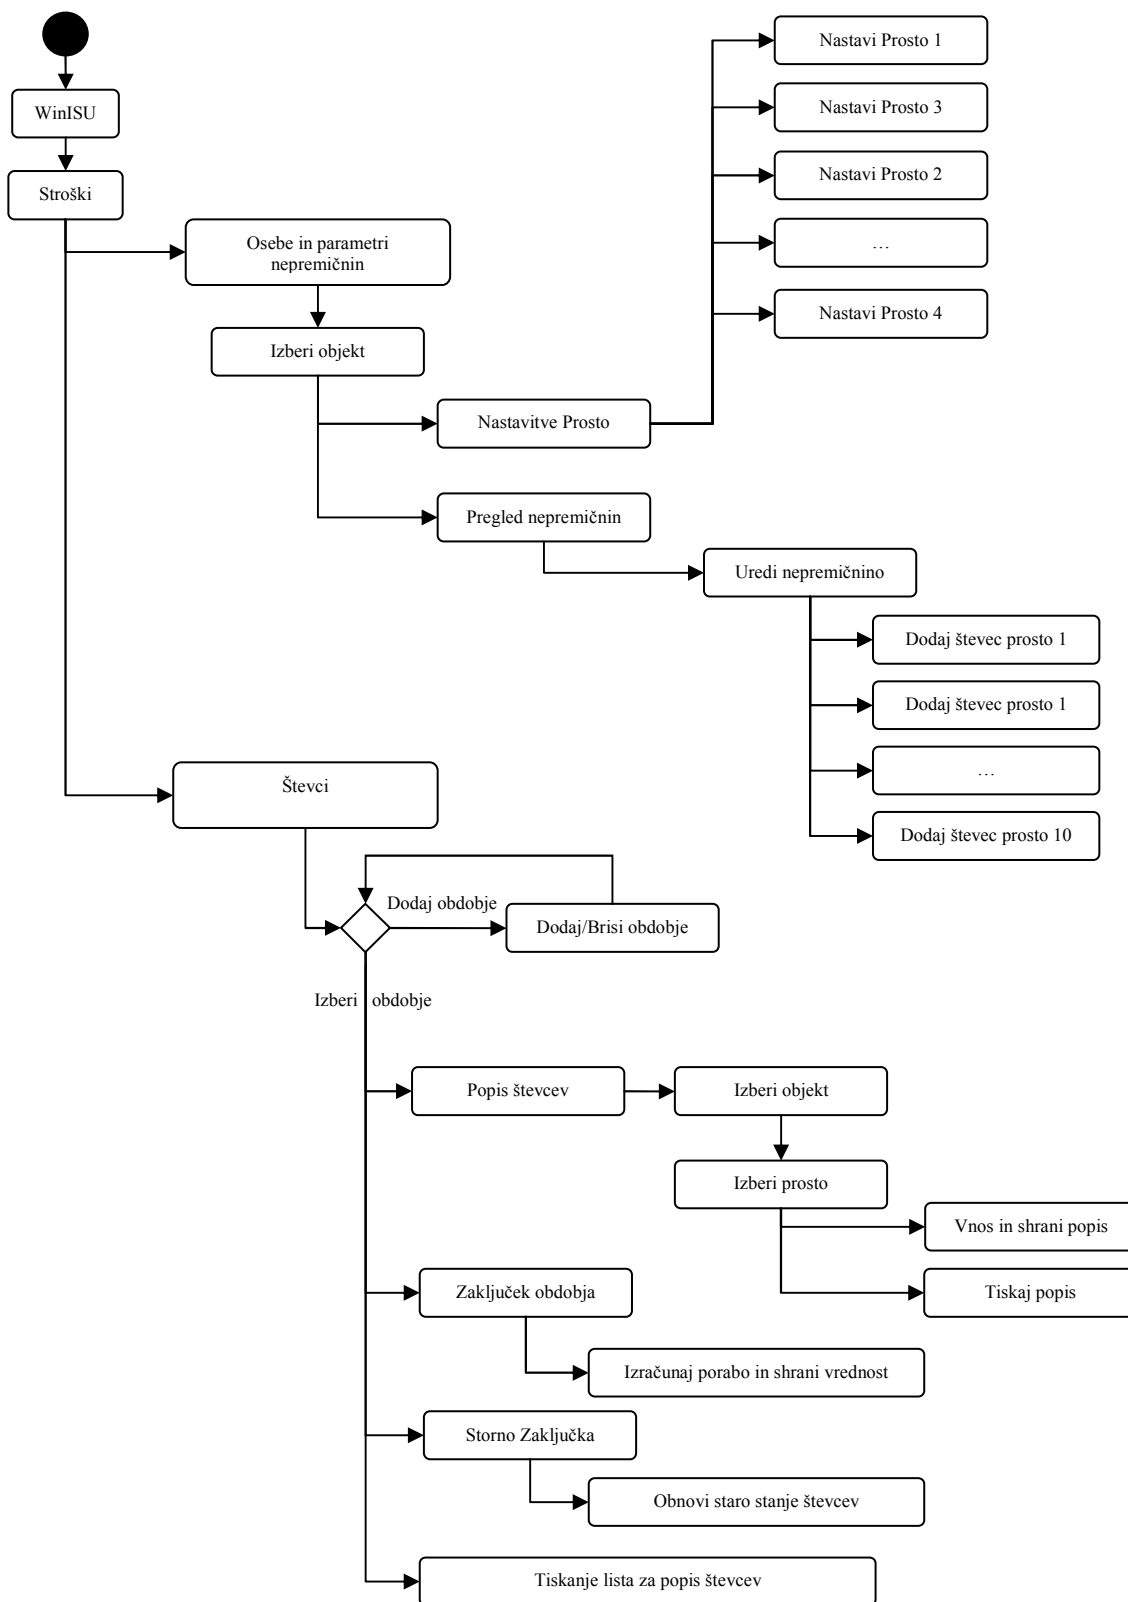 WinISU
Stroški
Osebe in parametri
nepremičnin
Izberi objekt
Nastavitve Prosto
Nastavi Prosto 1
Nastavi Prosto 3
Nastavi Prosto 2
…
Nastavi Prosto 4
Pregled nepremičnin
Uredi nepremičnino
Dodaj števec prosto 1
Dodaj števec prosto 1
…
Dodaj števec prosto 10
Števci
Dodaj obdobje
Dodaj/Brisi obdobje
Izberi obdobje
Popis števcev
Izberi objekt
Izberi prosto
Vnos in shrani popis
Tiskaj popis
Zaključek obdobja
Izračunaj porabo in shrani vrednost
Storno Zaključka
Obnovi staro stanje števcev
Tiskanje lista za popis števcev